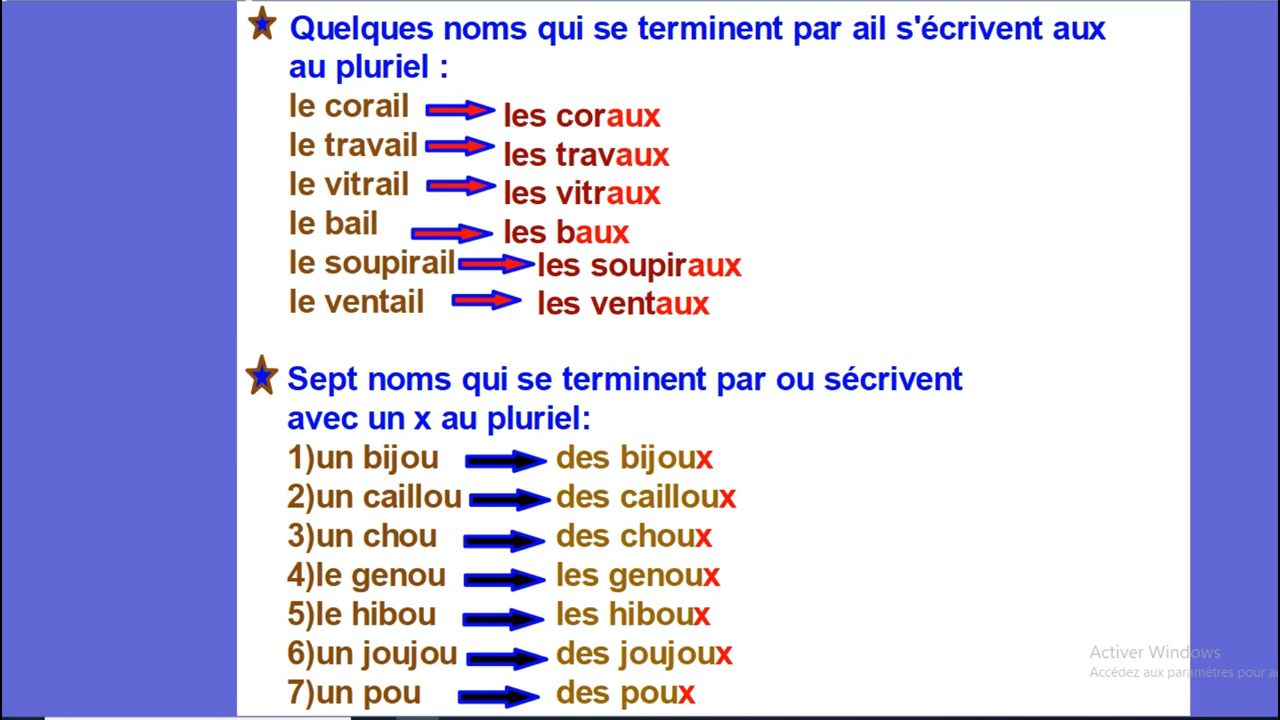 Quelques noms qui se terminent par ail s'écrivent aux
au pluriel :
le corail les coraux
le travail les travaux
le vitrail les vitraux
le bail les baux
le soupirail les soupiraux
le ventail les ventaux
Sept noms qui se terminent par ou sécrivent
avec un x au pluriel:
1)un bijou des bijoux
2)un caillou des cailloux
3)un chou des choux
4)le genou les genoux
5)le hibou les hiboux
6)un joujou des joujoux
7)un pou des poux
Activer Windows
Accédez aux paramètres pour a